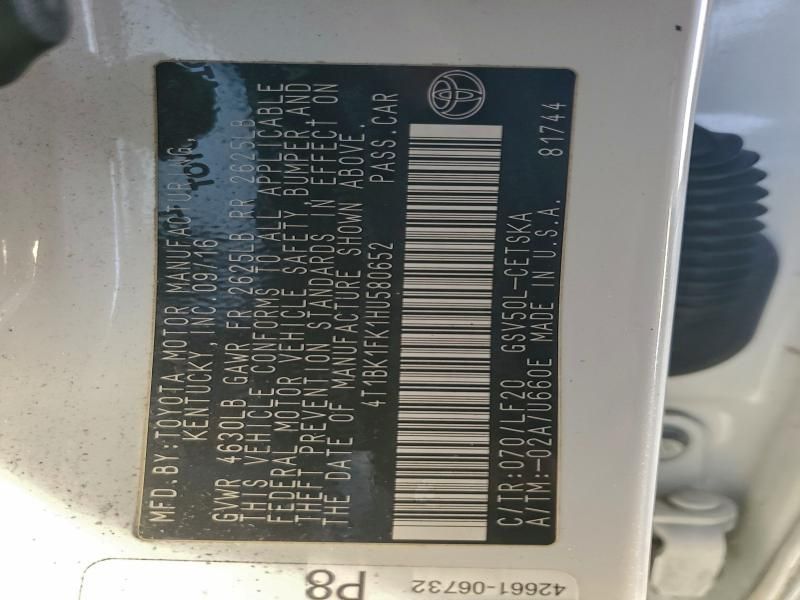 MFD.BY:TOYOTA MOTOR MANUFACTURING,
KENTUCKY, INC. 09/16
GVWR 4630LB GAWR FR 2625LB RR 2625LB
THIS VEHICLE CONFORMS TO ALL APPLICABLE
FEDERAL MOTOR VEHICLE SAFETY, BUMPER, AND
THEFT PREVENTION STANDARDS IN EFFECT ON
THE DATE OF MANUFACTURE SHOWN ABOVE.
4T1BK1FK1HU580652 PASS.CAR
C/TR:070/LF20 GSV50L-CETSKA
A/TM:-02A/U660E MADE IN U.S.A. 81744
P8
42661-06732